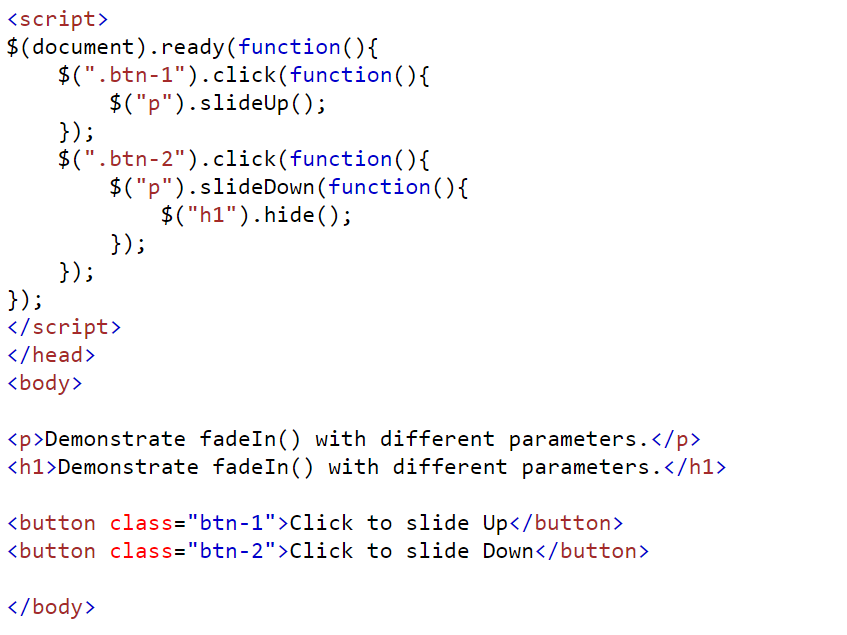 <script>
$(document).ready(function(){
    $(".btn-1").click(function(){
        $("p").slideUp();
    });
    $(".btn-2").click(function(){
        $("p").slideDown(function(){
            $("h1").hide();
        });
    });
});
</script>
</head>
<body>
<p>Demonstrate fadeIn() with different parameters.</p>
<h1>Demonstrate fadeIn() with different parameters.</h1>
<button class="btn-1">Click to slide Up</button>
<button class="btn-2">Click to slide Down</button>
</body>